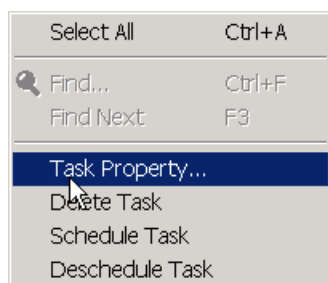 Select All Ctrl+A
Find... Ctrl+F
Find Next F3
Task Property...
Delete Task
Schedule Task
Deschedule Task